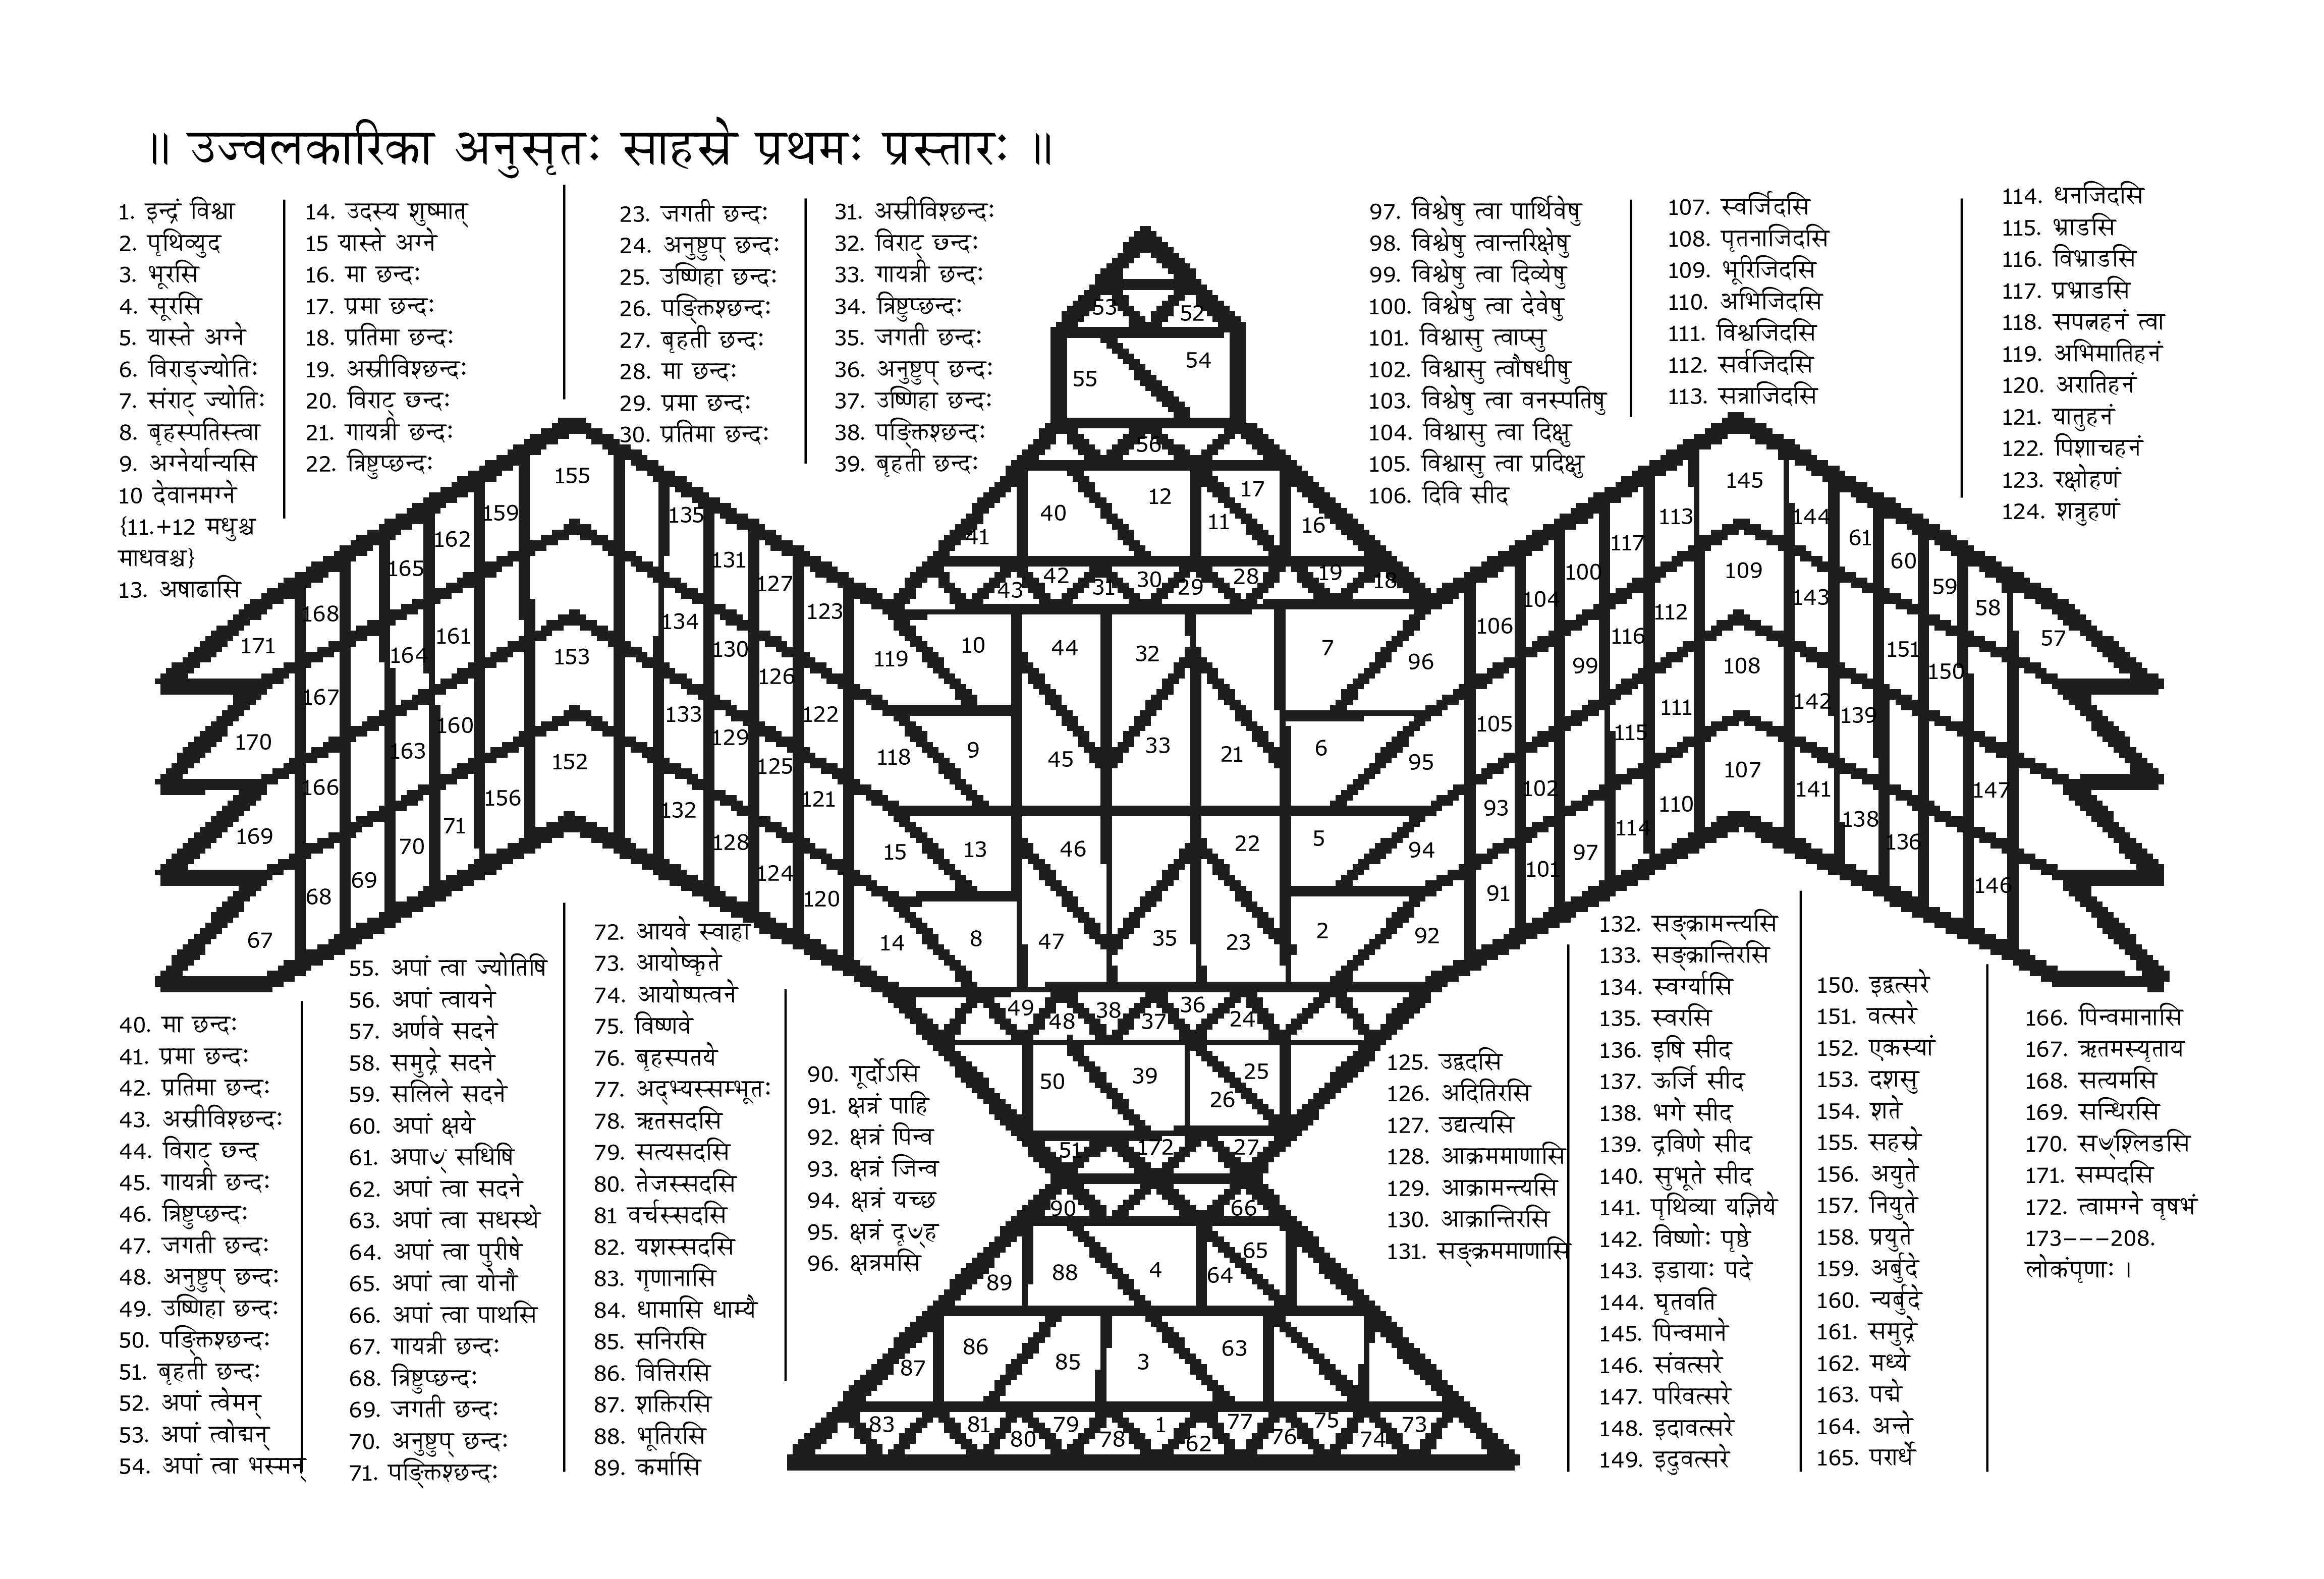 ॥ उज्वलकारिका अनुसृतः साहस्रे प्रथमः प्रस्तारः ॥
1. इन्द्रं विश्वा
2. पृथिव्युद
3. भूरसि
4. सूरसि
5. यास्ते अग्ने
6. विराड्ज्योतिः
7. संराट् ज्योतिः
8. बृहस्पतिस्त्वा
9. अग्नेर्यान्यसि
10 देवानमग्ने
{11.+12 मधुश्च
माधवश्च}
13. अषाढासि
14. उदस्य शुष्मात्
15 यास्ते अग्ने
16. मा छन्दः
17. प्रमा छन्दः
18. प्रतिमा छन्दः
19. अस्रीविश्छन्दः
20. विराट् छन्दः
21. गायत्री छन्दः
22. त्रिष्टुप्छन्दः
23. जगती छन्दः
24. अनुष्टुप् छन्दः
25. उष्णिहा छन्दः
26. पङ्क्तिश्छन्दः
27. बृहती छन्दः
28. मा छन्दः
29. प्रमा छन्दः
30. प्रतिमा छन्दः
31. अस्रीविश्छन्दः
32. विराट् छन्दः
33. गायत्री छन्दः
34. त्रिष्टुप्छन्दः
35. जगती छन्दः
36. अनुष्टुप् छन्दः
37. उष्णिहा छन्दः
38. पङ्क्तिश्छन्दः
39. बृहती छन्दः
97. विश्वेषु त्वा पार्थिवेषु
98. विश्वेषु त्वान्तरिक्षेषु
99. विश्वेषु त्वा दिव्येषु
100. विश्वेषु त्वा देवेषु
101. विश्वासु त्वाप्सु
102. विश्वासु त्वौषधीषु
103. विश्वेषु त्वा वनस्पतिषु
104. विश्वासु त्वा दिक्षु
105. विश्वासु त्वा प्रदिक्षु
106. दिवि सीद
107. स्वर्जिदसि
108. पृतनाजिदसि
109. भूरिजिदसि
110. अभिजिदसि
111. विश्वजिदसि
112. सर्वजिदसि
113. सत्राजिदसि
114. धनजिदसि
115. भ्राडसि
116. विभ्राडसि
117. प्रभ्राडसि
118. सपत्नहनं त्वा
119. अभिमातिहनं
120. अरातिहनं
121. यातुहनं
122. पिशाचहनं
123. रक्षोहणं
124. शत्रुहणं
53 52
55 54
56
41 40 12 11 17 16
43 42 31 30 29 28 19 18
155 159 162 165 168 171
135 131 127 123 119
10 44 32 7 96
145 113 117 100 104 106
144 61 60 59 58 57
153 161 164 167 170
134 130 126 122 118
9 45 33 21 6 95
109 112 116 99 105
143 151 150
152 160 163 166 169
133 129 125 121 15
13 46 22 5 94
108 111 115 102 93
142 139 147
156 71 70 69 68 67
132 128 124 120 14
8 47 35 23 2 92
107 110 114 97 101 91
141 138 136 146
49 48 38 37 36 24
50 39 26 25
51 172 27
90 66
89 88 4 64 65
87 86 85 3 63
83 81 80 79 78 1 62 77 76 75 74 73
40. मा छन्दः
41. प्रमा छन्दः
42. प्रतिमा छन्दः
43. अस्रीविश्छन्दः
44. विराट् छन्द
45. गायत्री छन्दः
46. त्रिष्टुप्छन्दः
47. जगती छन्दः
48. अनुष्टुप् छन्दः
49. उष्णिहा छन्दः
50. पङ्क्तिश्छन्दः
51. बृहती छन्दः
52. अपां त्वेमन्
53. अपां त्वोद्मन्
54. अपां त्वा भस्मन्
55. अपां त्वा ज्योतिषि
56. अपां त्वायने
57. अर्णवे सदने
58. समुद्रे सदने
59. सलिले सदने
60. अपां क्षये
61. अपाꣳ सधिषि
62. अपां त्वा सदने
63. अपां त्वा सधस्थे
64. अपां त्वा पुरीषे
65. अपां त्वा योनौ
66. अपां त्वा पाथसि
67. गायत्री छन्दः
68. त्रिष्टुप्छन्दः
69. जगती छन्दः
70. अनुष्टुप् छन्दः
71. पङ्क्तिश्छन्दः
72. आयवे स्वाहा
73. आयोष्कृते
74. आयोष्पत्वने
75. विष्णवे
76. बृहस्पतये
77. अद्भ्यस्सम्भूतः
78. ऋतसदसि
79. सत्यसदसि
80. तेजस्सदसि
81 वर्चस्सदसि
82. यशस्सदसि
83. गृणानासि
84. धामासि धाम्यै
85. सनिरसि
86. वित्तिरसि
87. शक्तिरसि
88. भूतिरसि
89. कर्मासि
90. गूर्दोऽसि
91. क्षत्रं पाहि
92. क्षत्रं पिन्व
93. क्षत्रं जिन्व
94. क्षत्रं यच्छ
95. क्षत्रं दृꣳह
96. क्षत्रमसि
125. उद्वदसि
126. अदितिरसि
127. उद्यत्यसि
128. आक्रममाणासि
129. आक्रामन्त्यसि
130. आक्रान्तिरसि
131. सङ्क्रममाणासि
132. सङ्क्रामन्त्यसि
133. सङ्क्रान्तिरसि
134. स्वर्ग्यासि
135. स्वरसि
136. इषि सीद
137. ऊर्जि सीद
138. भगे सीद
139. द्रविणे सीद
140. सुभूते सीद
141. पृथिव्या यज्ञिये
142. विष्णोः पृष्ठे
143. इडायाः पदे
144. घृतवति
145. पिन्वमाने
146. संवत्सरे
147. परिवत्सरे
148. इदावत्सरे
149. इदुवत्सरे
150. इद्वत्सरे
151. वत्सरे
152. एकस्यां
153. दशसु
154. शते
155. सहस्रे
156. अयुते
157. नियुते
158. प्रयुते
159. अर्बुदे
160. न्यर्बुदे
161. समुद्रे
162. मध्ये
163. पद्मे
164. अन्ते
165. परार्धे
166. पिन्वमानासि
167. ऋतमस्यृताय
168. सत्यमसि
169. सन्धिरसि
170. सꣳश्लिडसि
171. सम्पदसि
172. त्वामग्ने वृषभं
173---208.
लोकंपृणाः ।